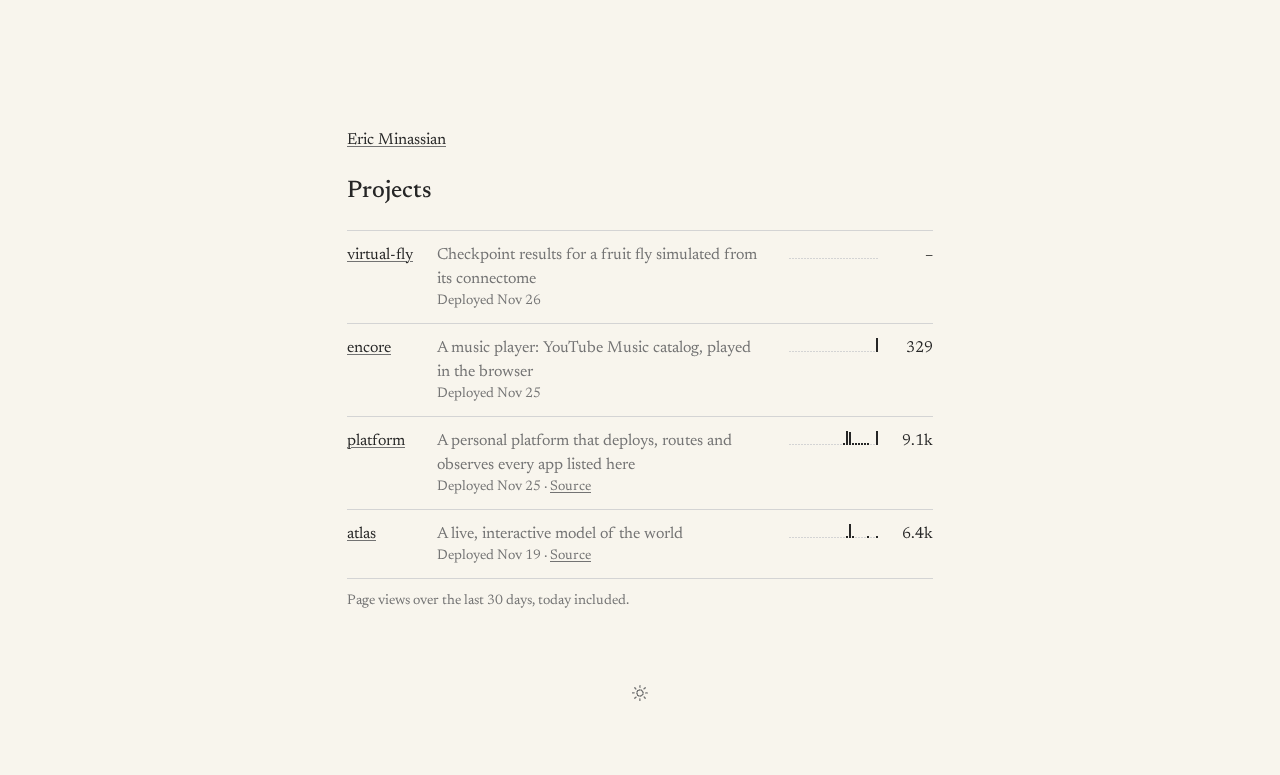 Eric Minassian
Projects
virtual-fly
Checkpoint results for a fruit fly simulated from
its connectome
Deployed Nov 26
–
encore
A music player: YouTube Music catalog, played
in the browser
Deployed Nov 25
329
platform
A personal platform that deploys, routes and
observes every app listed here
Deployed Nov 25 · Source
9.1k
atlas
A live, interactive model of the world
Deployed Nov 19 · Source
6.4k
Page views over the last 30 days, today included.